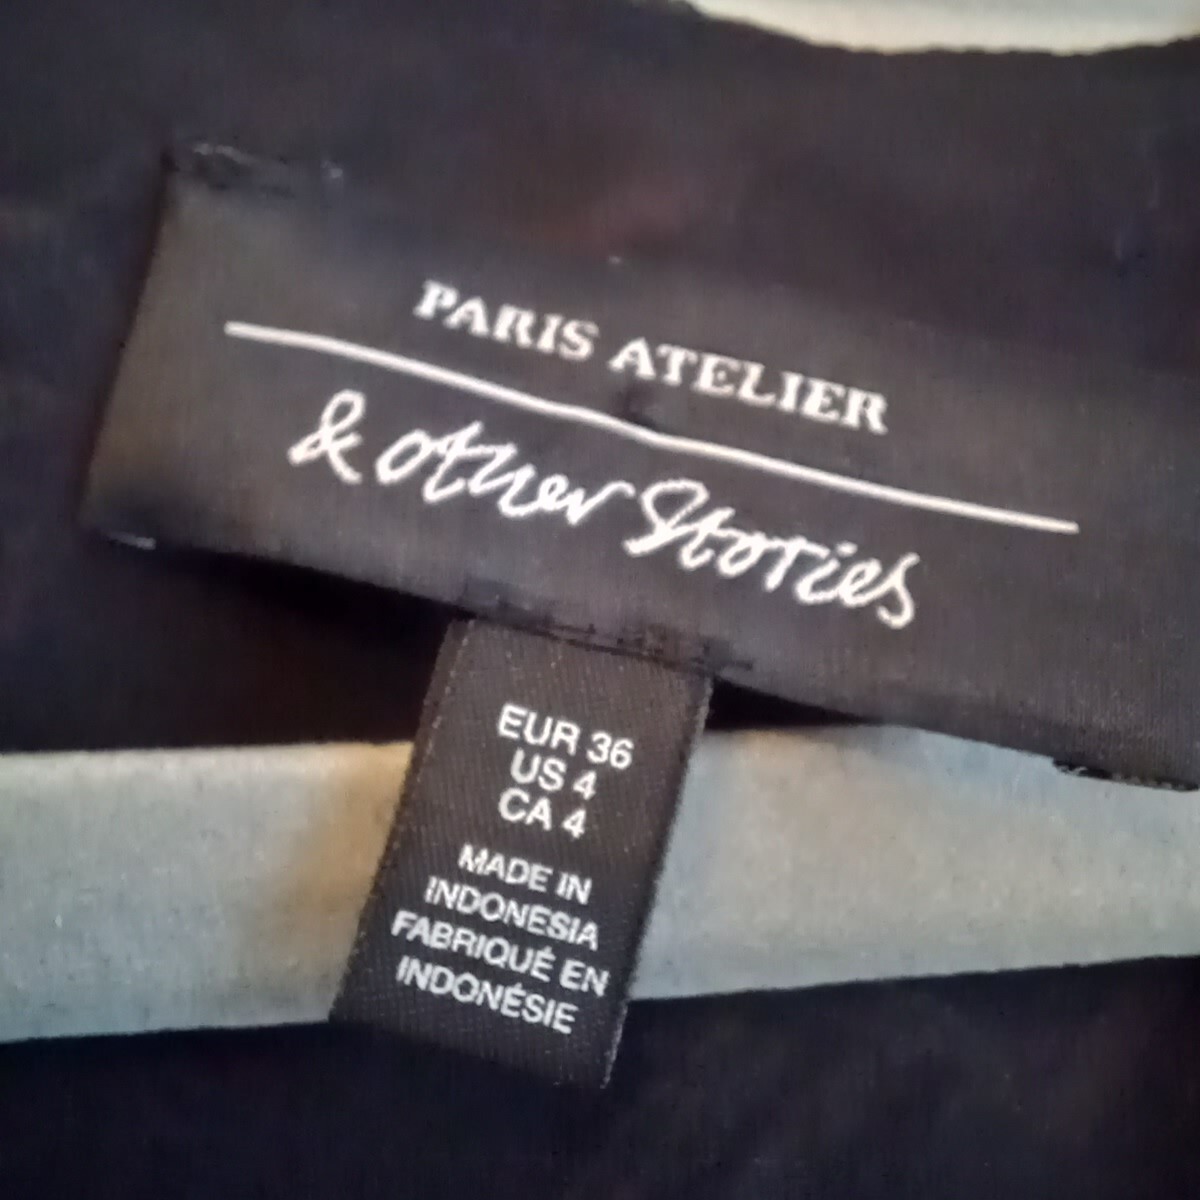 PARIS ATELIER
& other Stories
EUR 36
US 4
CA 4
MADE IN
INDONESIA
FABRIQUÉ EN
INDONÉSIE